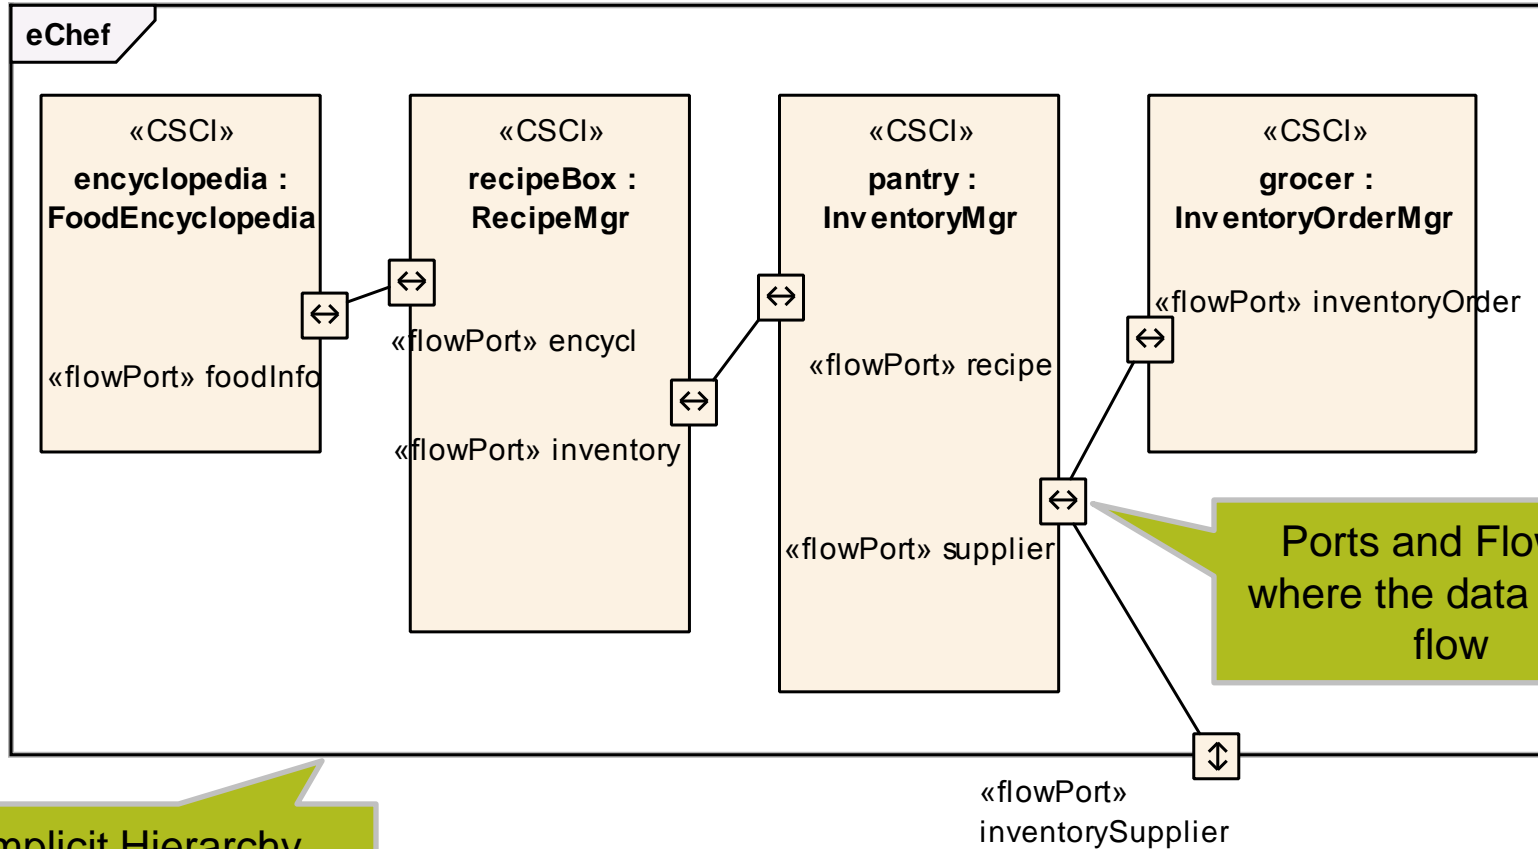 eChef
«CSCI»
encyclopedia :
FoodEncyclopedia
«flowPort» foodInfo
«CSCI»
recipeBox :
RecipeMgr
«flowPort» encycl
«flowPort» inventory
«CSCI»
pantry :
InventoryMgr
«flowPort» recipe
«flowPort» supplier
«CSCI»
grocer :
InventoryOrderMgr
«flowPort» inventoryOrder
Ports and
where the data
flow
«flowPort»
inventorySupplier
Hierarchy